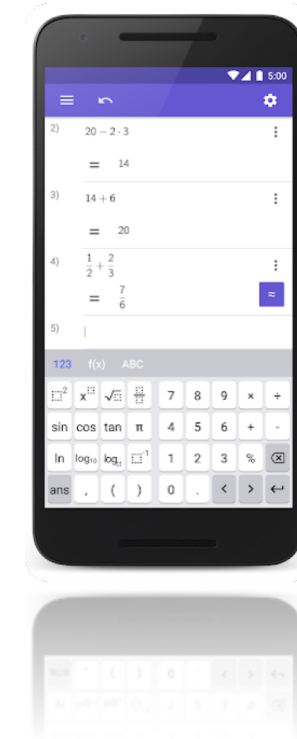 5:00
2) 20 − 2 · 3
= 14
3) 14 + 6
= 20
4) 1/2 + 2/3
= 7/6 ≈
5)
123 f(x) ABC
7 8 9 × ÷
sin cos tan π 4 5 6 + -
ln log₁₀ 1 2 3 %
ans , ( ) 0 . < >